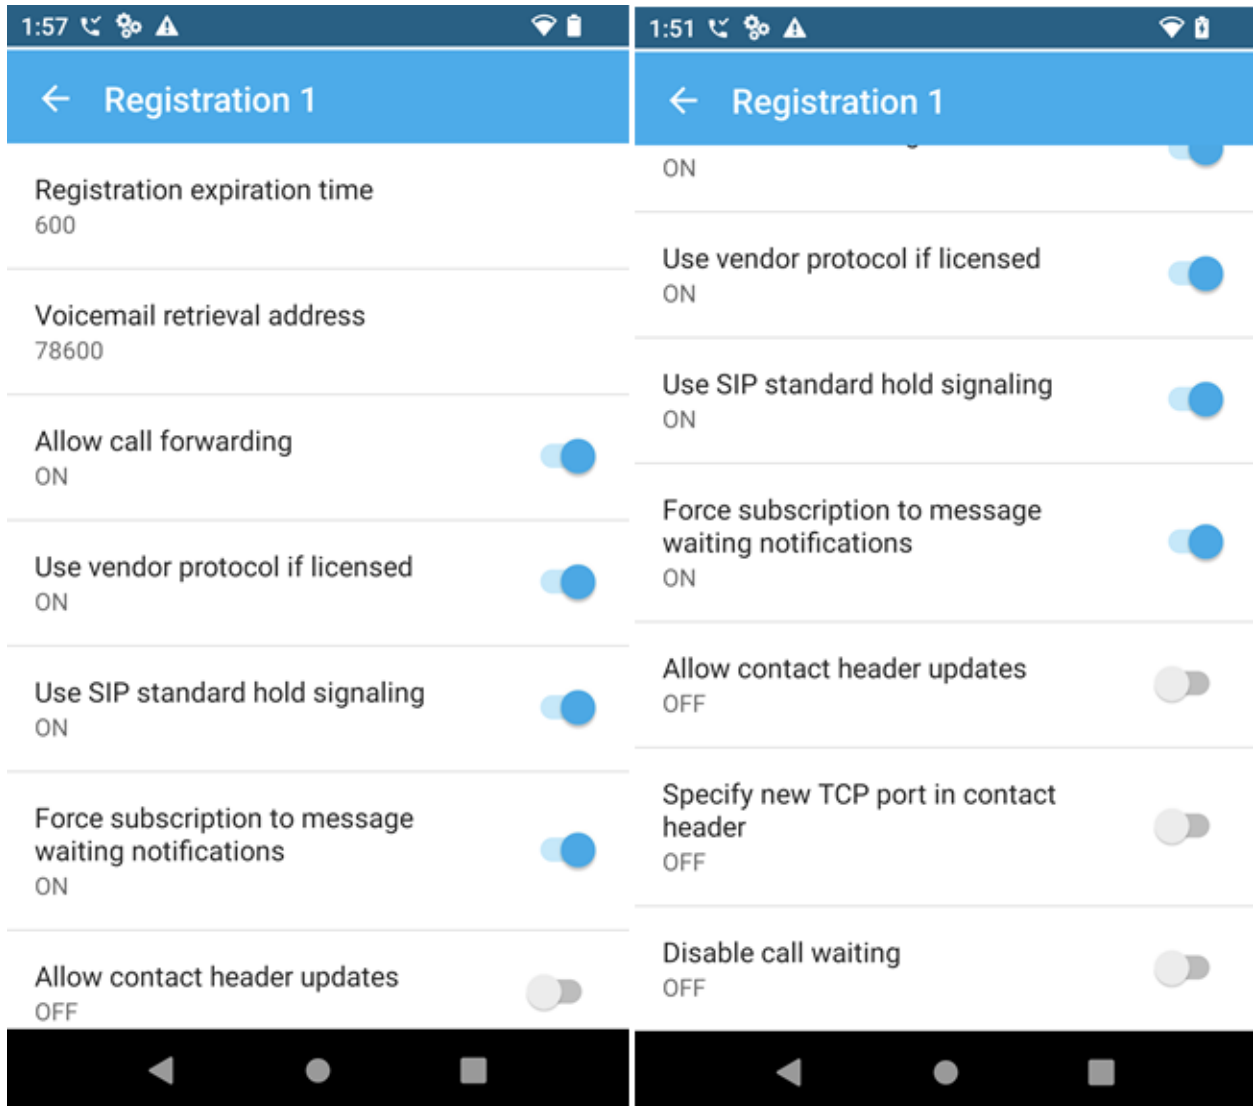 1:57
Registration 1
Registration expiration time
600
Voicemail retrieval address
78600
Allow call forwarding
ON
Use vendor protocol if licensed
ON
Use SIP standard hold signaling
ON
Force subscription to message
waiting notifications
ON
Allow contact header updates
OFF
1:51
Registration 1
ON
Use vendor protocol if licensed
ON
Use SIP standard hold signaling
ON
Force subscription to message
waiting notifications
ON
Allow contact header updates
OFF
Specify new TCP port in contact
header
OFF
Disable call waiting
OFF